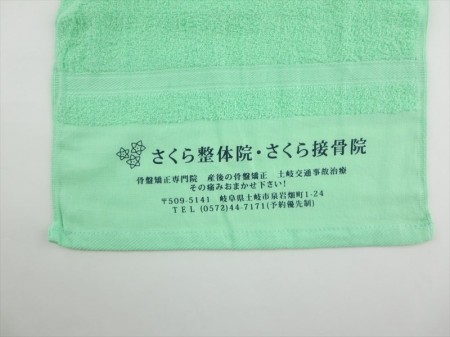 さくら整体院・さくら接骨院
骨盤矯正専門院 産後の骨盤矯正 土岐交通事故治療
その痛みおまかせ下さい!
〒509-5141 岐阜県土岐市泉岩畑町1-24
TEL (0572)44-7171(予約優先制)